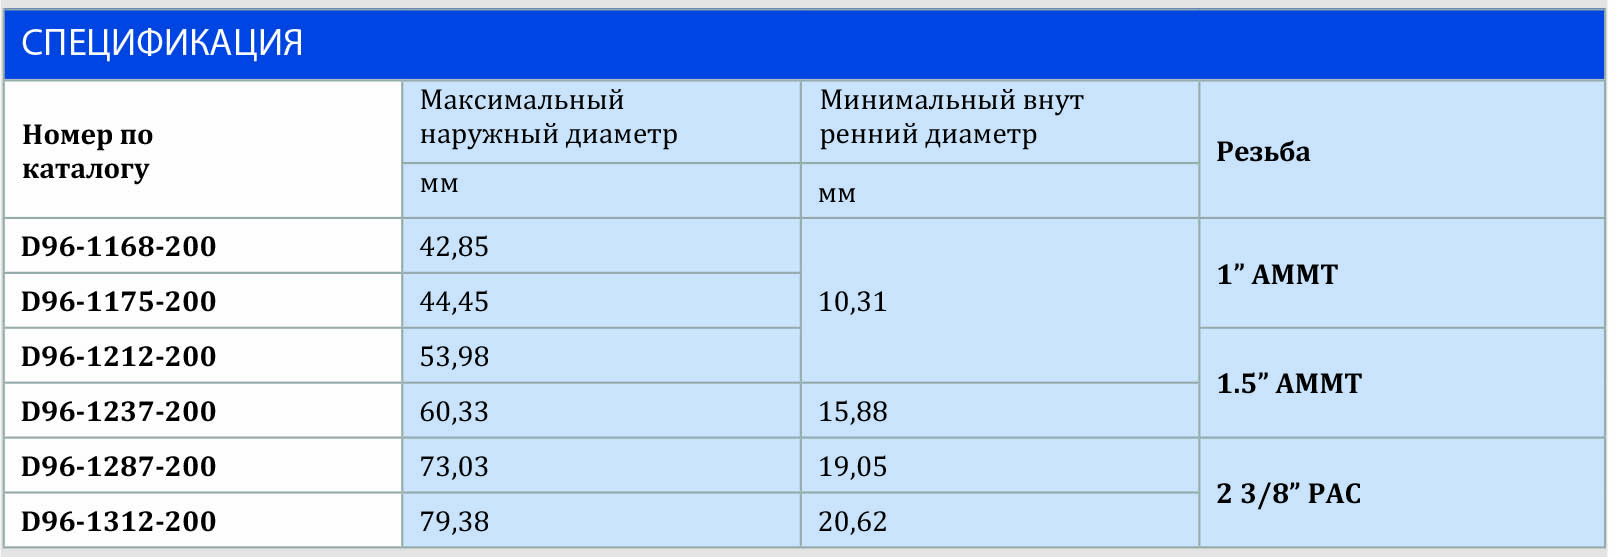 СПЕЦИФИКАЦИЯ
Номер по
каталогу
Максимальный
наружный диаметр
Минимальный внут
ренний диаметр
Резьба
мм
мм
D96-1168-200
42,85
10,31
1” АММТ
D96-1175-200
44,45
D96-1212-200
53,98
1.5” АММТ
D96-1237-200
60,33
15,88
D96-1287-200
73,03
19,05
2 3/8” PAC
D96-1312-200
79,38
20,62